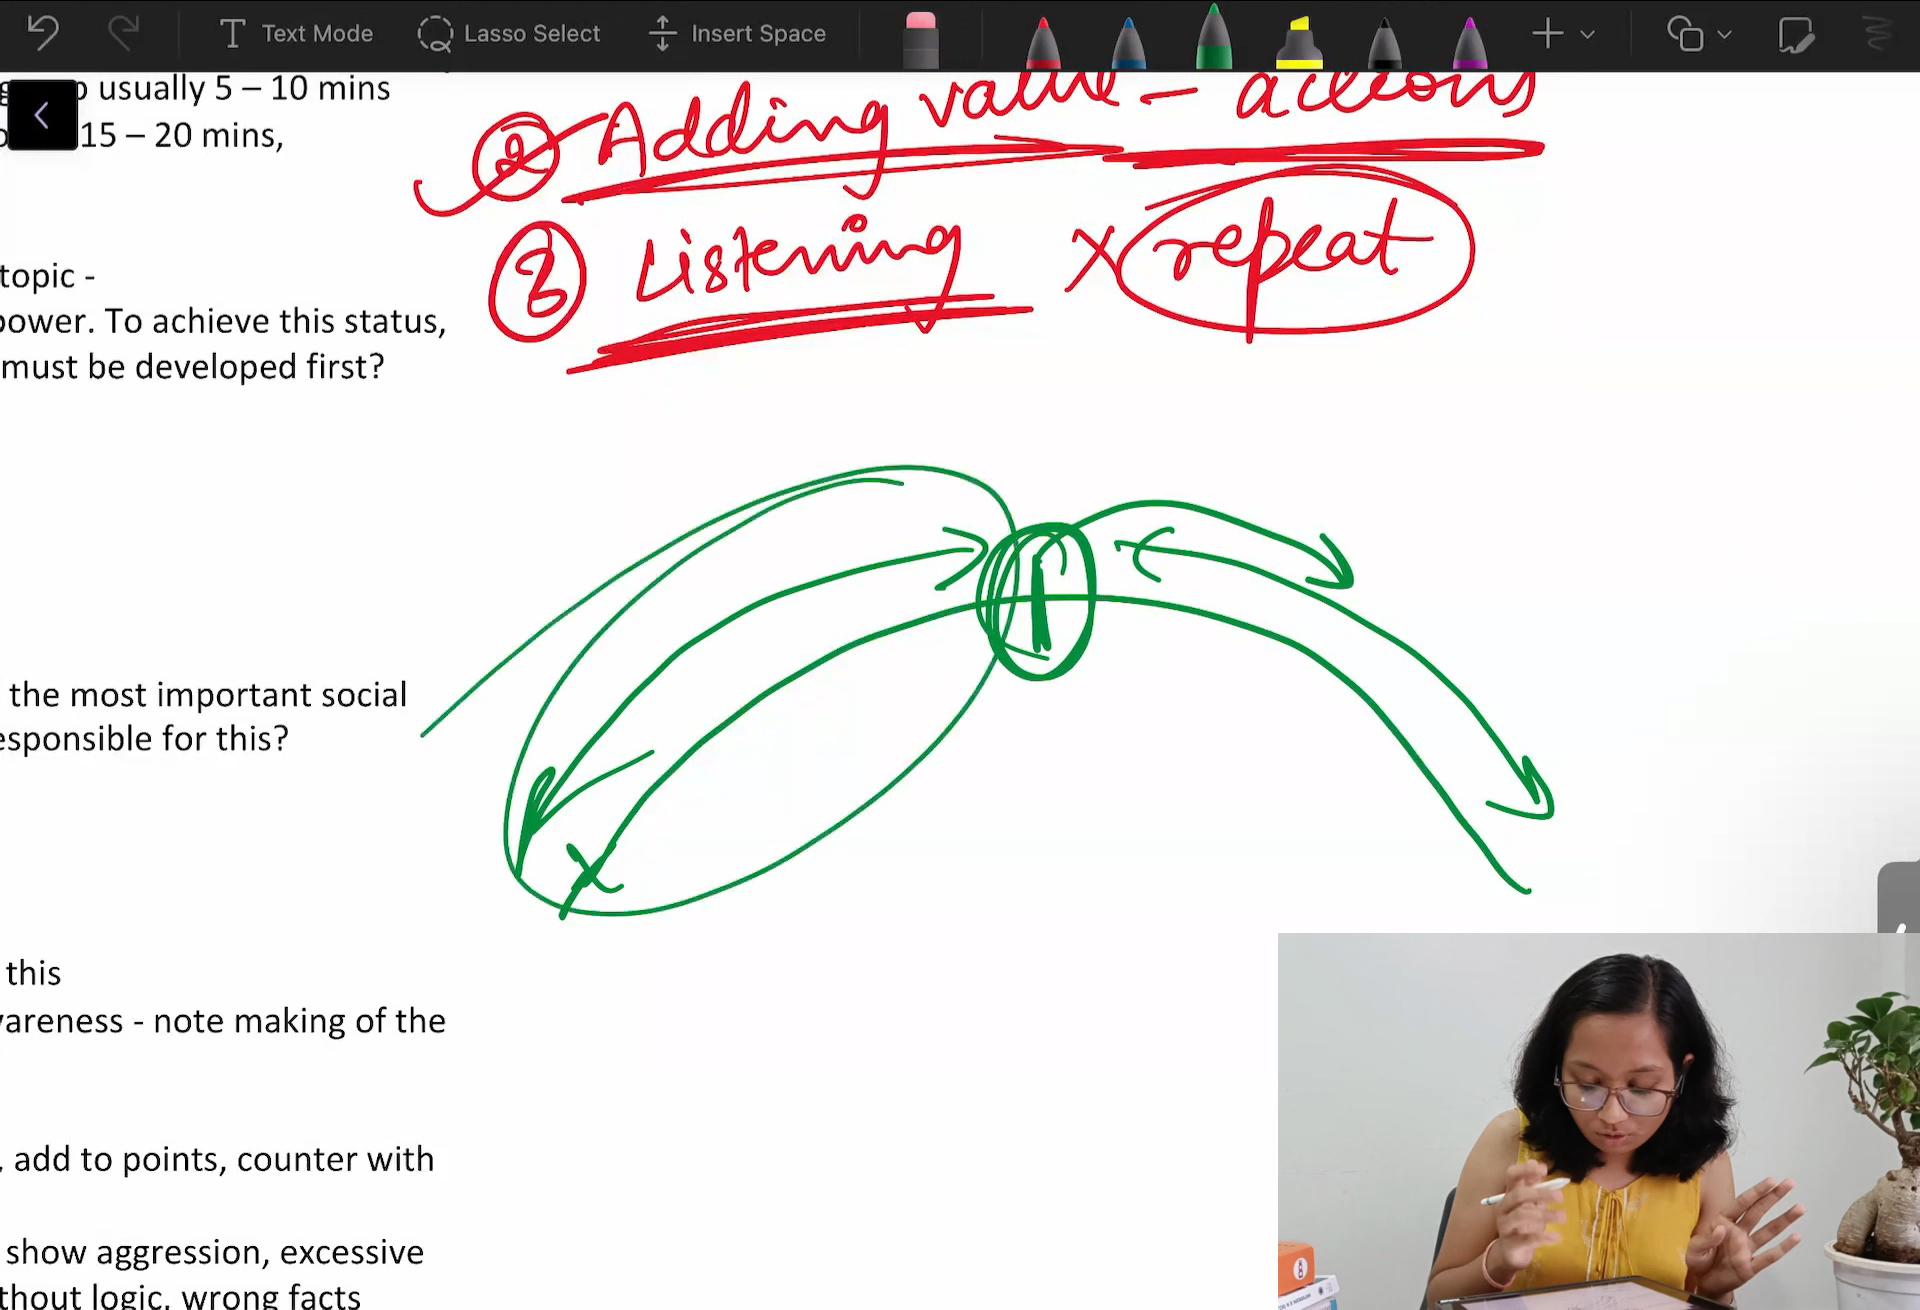 Text Mode Lasso Select Insert Space
usually 5 – 10 mins
15 – 20 mins,
② Adding value - actions
③ Listening x repeat
topic -
power. To achieve this status,
must be developed first?
the most important social
esponsible for this?
this
vareness - note making of the
, add to points, counter with
show aggression, excessive
thout logic, wrong facts